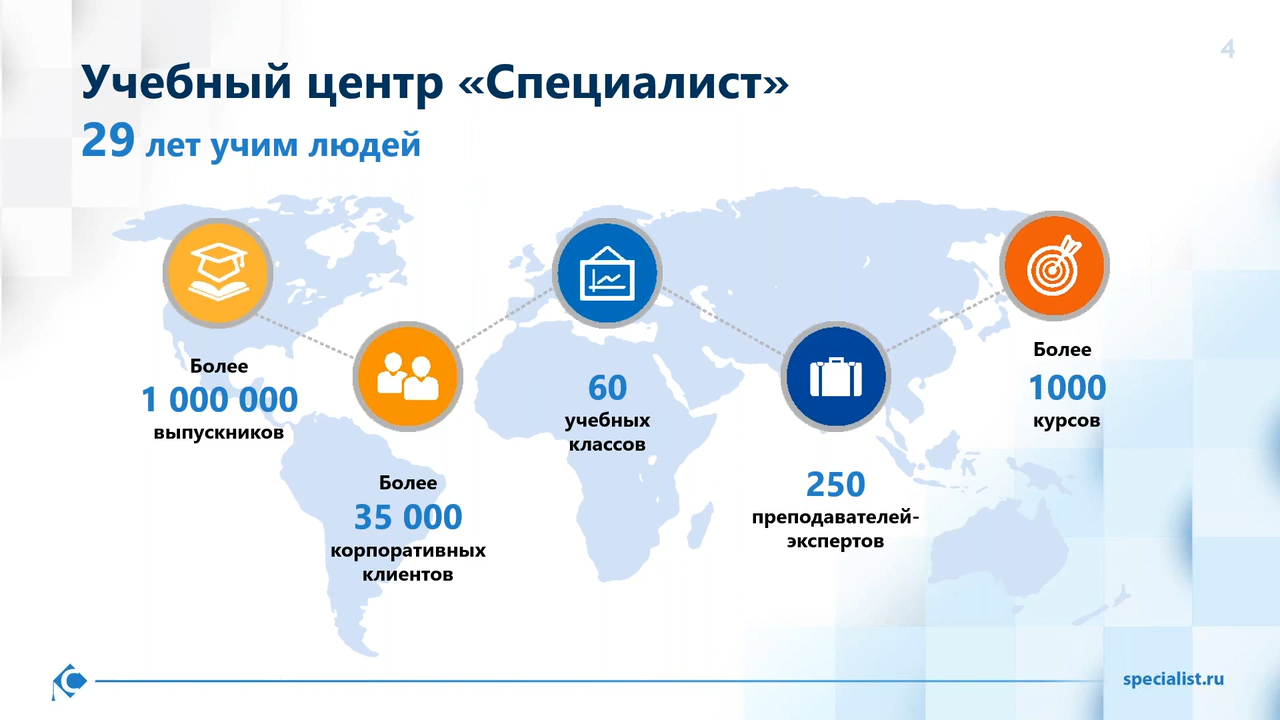 4
Учебный центр «Специалист»
29 лет учим людей
Более
1 000 000
выпускников
Более
35 000
корпоративных
клиентов
60
учебных
классов
250
преподавателей-
экспертов
Более
1000
курсов
specialist.ru